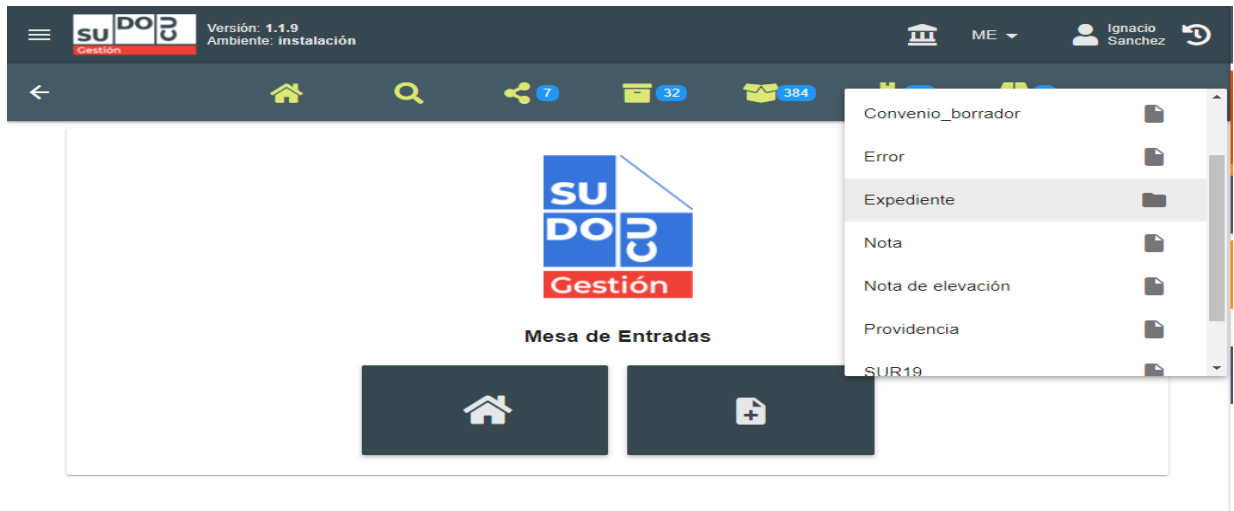 SU DO CU
Gestión
Versión: 1.1.9
Ambiente: instalación
ME
Ignacio
Sanchez
7
32
384
Convenio_borrador
Error
Expediente
Nota
Nota de elevación
Providencia
SUR19
SU
DO CU
Gestión
Mesa de Entradas